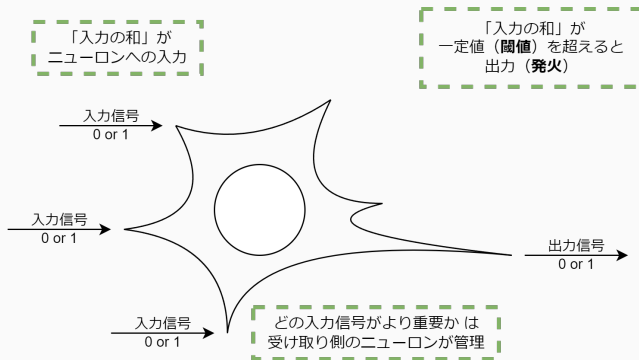 「入力の和」が
ニューロンへの入力
「入力の和」が
一定値（閾値）を超えると
出力（発火）
入力信号
0 or 1
入力信号
0 or 1
出力信号
0 or 1
入力信号
0 or 1
どの入力信号がより重要か は
受け取り側のニューロンが管理